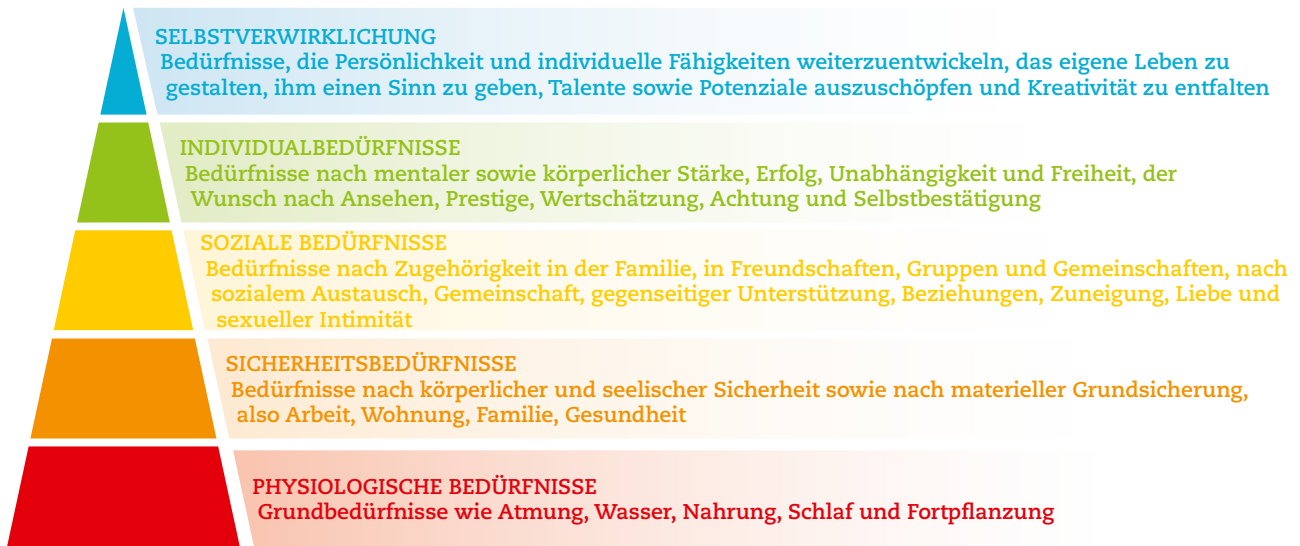 SELBSTVERWIRKLICHUNG
Bedürfnisse, die Persönlichkeit und individuelle Fähigkeiten weiterzuentwickeln, das eigene Leben zu
gestalten, ihm einen Sinn zu geben, Talente sowie Potenziale auszuschöpfen und Kreativität zu entfalten
INDIVIDUALBEDÜRFNISSE
Bedürfnisse nach mentaler sowie körperlicher Stärke, Erfolg, Unabhängigkeit und Freiheit, der
Wunsch nach Ansehen, Prestige, Wertschätzung, Achtung und Selbstbestätigung
SOZIALE BEDÜRFNISSE
Bedürfnisse nach Zugehörigkeit in der Familie, in Freundschaften, Gruppen und Gemeinschaften, nach
sozialem Austausch, Gemeinschaft, gegenseitiger Unterstützung, Beziehungen, Zuneigung, Liebe und
sexueller Intimität
SICHERHEITSBEDÜRFNISSE
Bedürfnisse nach körperlicher und seelischer Sicherheit sowie nach materieller Grundsicherung,
also Arbeit, Wohnung, Familie, Gesundheit
PHYSIOLOGISCHE BEDÜRFNISSE
Grundbedürfnisse wie Atmung, Wasser, Nahrung, Schlaf und Fortpflanzung